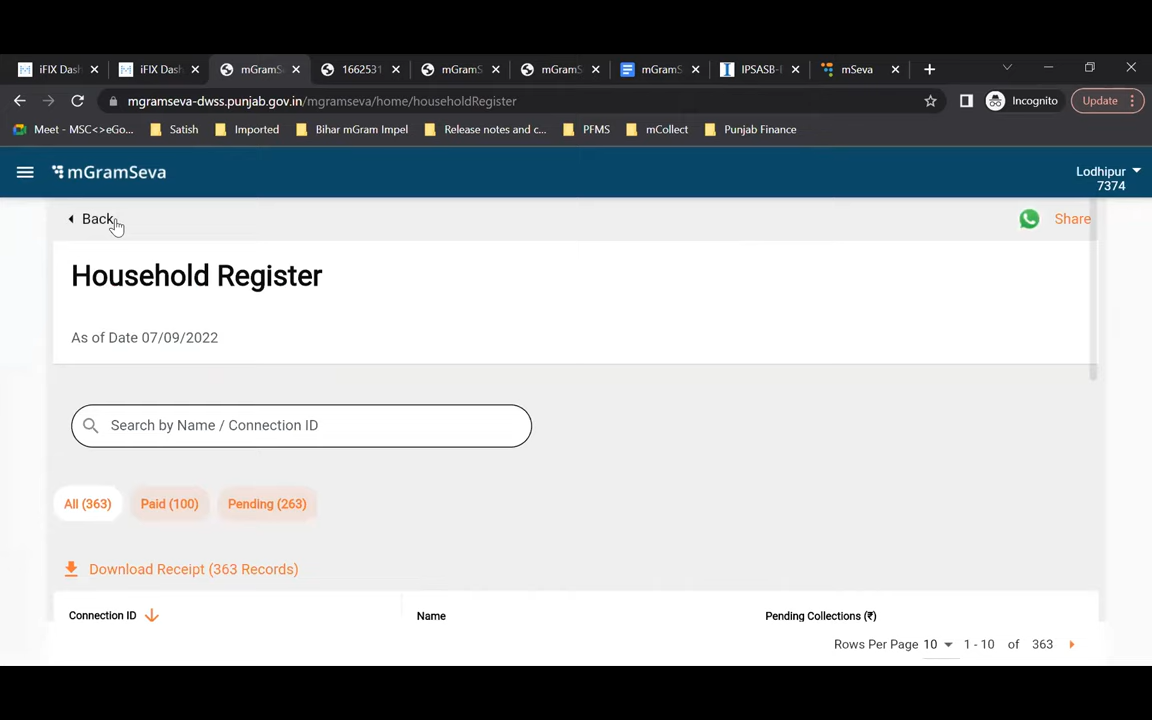 iFIX Dash
iFIX Dash
mGramSe
1662531
mGramS
mGramS
mGramS
IPSASB-
mSeva
mgramseva-dwss.punjab.gov.in/mgramseva/home/householdRegister
Incognito
Update
Meet - MSC<>eGo...
Satish
Imported
Bihar mGram Impel
Release notes and c...
PFMS
mCollect
Punjab Finance
mGramSeva
Lodhipur
7374
Back
Share
Household Register
As of Date 07/09/2022
Search by Name / Connection ID
All (363)
Paid (100)
Pending (263)
Download Receipt (363 Records)
Connection ID
Name
Pending Collections (₹)
Rows Per Page 10 1 - 10 of 363